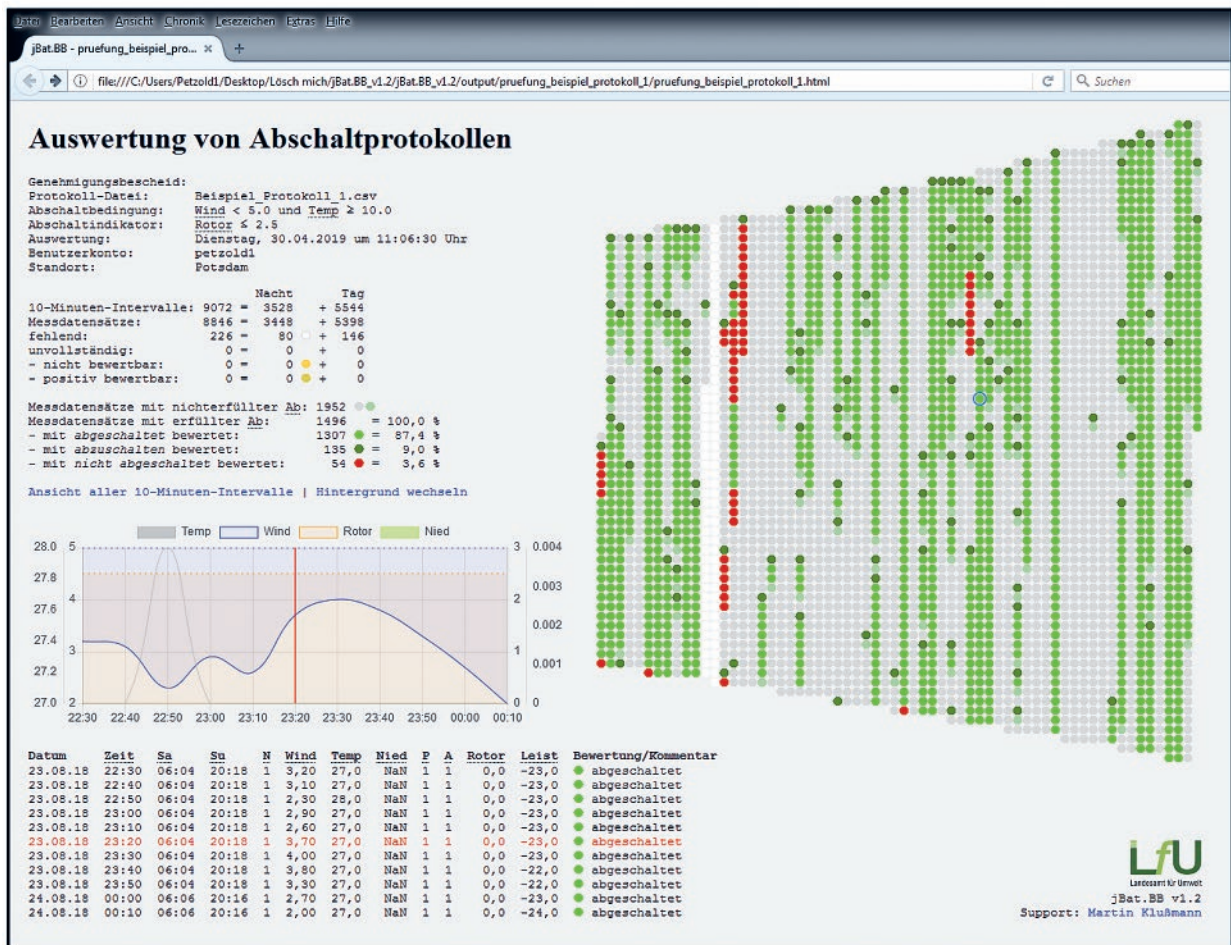 Datei Bearbeiten Ansicht Chronik Lesezeichen Extras Hilfe
jBat.BB - pruefung_beispiel_pro... × +
file:///C:/Users/Petzold1/Desktop/Lösch mich/jBat.BB_v1.2/jBat.BB_v1.2/output/pruefung_beispiel_protokoll_1/pruefung_beispiel_protokoll_1.html
Suchen
Auswertung von Abschaltprotokollen
Genehmigungsbescheid:
Protokoll-Datei: Beispiel_Protokoll_1.csv
Abschaltbedingung: Wind < 5.0 und Temp ≥ 10.0
Abschaltindikator: Rotor ≤ 2.5
Auswertung: Dienstag, 30.04.2019 um 11:06:30 Uhr
Benutzerkonto: petzold1
Standort: Potsdam
Nacht Tag
10-Minuten-Intervalle: 9072 = 3528 + 5544
Messdatensätze: 8846 = 3448 + 5398
fehlend: 226 = 80 + 146
unvollständig: 0 = 0 + 0
- nicht bewertbar: 0 = 0 + 0
- positiv bewertbar: 0 = 0 + 0
Messdatensätze mit nichterfüllter Ab: 1952
Messdatensätze mit erfüllter Ab: 1496 = 100,0 %
- mit abgeschaltet bewertet: 1307 = 87,4 %
- mit abzuschalten bewertet: 135 = 9,0 %
- mit nicht abgeschaltet bewertet: 54 = 3,6 %
Ansicht aller 10-Minuten-Intervalle | Hintergrund wechseln
Temp Wind Rotor Nied
28.0 5 3 0.004
27.8 0.003
27.6 4 2
0.002
27.4
3 1 0.001
27.2
27.0 2 0 0
22:30 22:40 22:50 23:00 23:10 23:20 23:30 23:40 23:50 00:00 00:10
Datum Zeit Sa Su N Wind Temp Nied P A Rotor Leist Bewertung/Kommentar
23.08.18 22:30 06:04 20:18 1 3,20 27,0 NaN 1 1 0,0 -23,0 abgeschaltet
23.08.18 22:40 06:04 20:18 1 3,10 27,0 NaN 1 1 0,0 -23,0 abgeschaltet
23.08.18 22:50 06:04 20:18 1 2,30 28,0 NaN 1 1 0,0 -23,0 abgeschaltet
23.08.18 23:00 06:04 20:18 1 2,90 27,0 NaN 1 1 0,0 -23,0 abgeschaltet
23.08.18 23:10 06:04 20:18 1 2,60 27,0 NaN 1 1 0,0 -23,0 abgeschaltet
23.08.18 23:20 06:04 20:18 1 3,70 27,0 NaN 1 1 0,0 -23,0 abgeschaltet
23.08.18 23:30 06:04 20:18 1 4,00 27,0 NaN 1 1 0,0 -23,0 abgeschaltet
23.08.18 23:40 06:04 20:18 1 3,80 27,0 NaN 1 1 0,0 -22,0 abgeschaltet
23.08.18 23:50 06:04 20:18 1 3,30 27,0 NaN 1 1 0,0 -22,0 abgeschaltet
24.08.18 00:00 06:06 20:16 1 2,70 27,0 NaN 1 1 0,0 -23,0 abgeschaltet
24.08.18 00:10 06:06 20:16 1 2,00 27,0 NaN 1 1 0,0 -24,0 abgeschaltet
LfU
Landesamt für Umwelt
jBat.BB v1.2
Support: Martin Klußmann